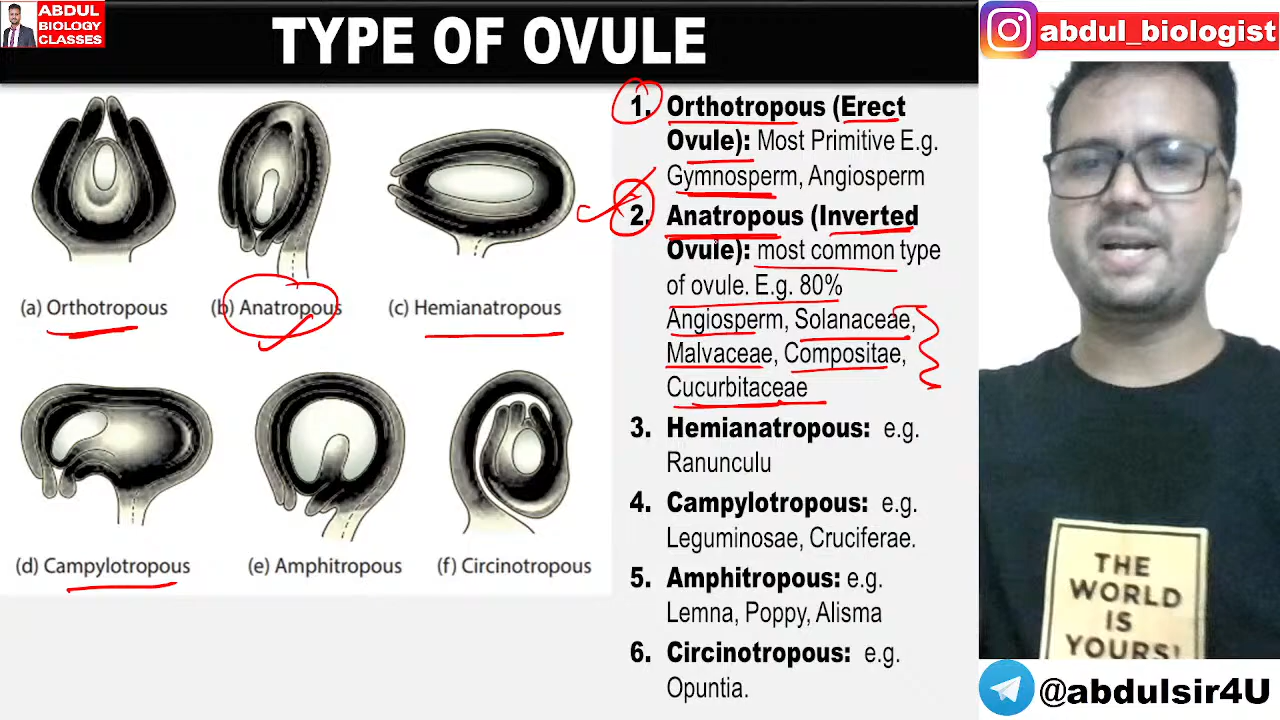 ABDUL
BIOLOGY
CLASSES
TYPE OF OVULE
abdul_biologist
(a) Orthotropous
(b) Anatropous
(c) Hemianatropous
(d) Campylotropous
(e) Amphitropous
(f) Circinotropous
1. Orthotropous (Erect
Ovule): Most Primitive E.g.
Gymnosperm, Angiosperm
2. Anatropous (Inverted
Ovule): most common type
of ovule. E.g. 80%
Angiosperm, Solanaceae,
Malvaceae, Compositae,
Cucurbitaceae
3. Hemianatropous: e.g.
Ranunculu
4. Campylotropous: e.g.
Leguminosae, Cruciferae.
5. Amphitropous: e.g.
Lemna, Poppy, Alisma
6. Circinotropous: e.g.
Opuntia.
THE
WORLD
IS
YOURS!
@abdulsir4U